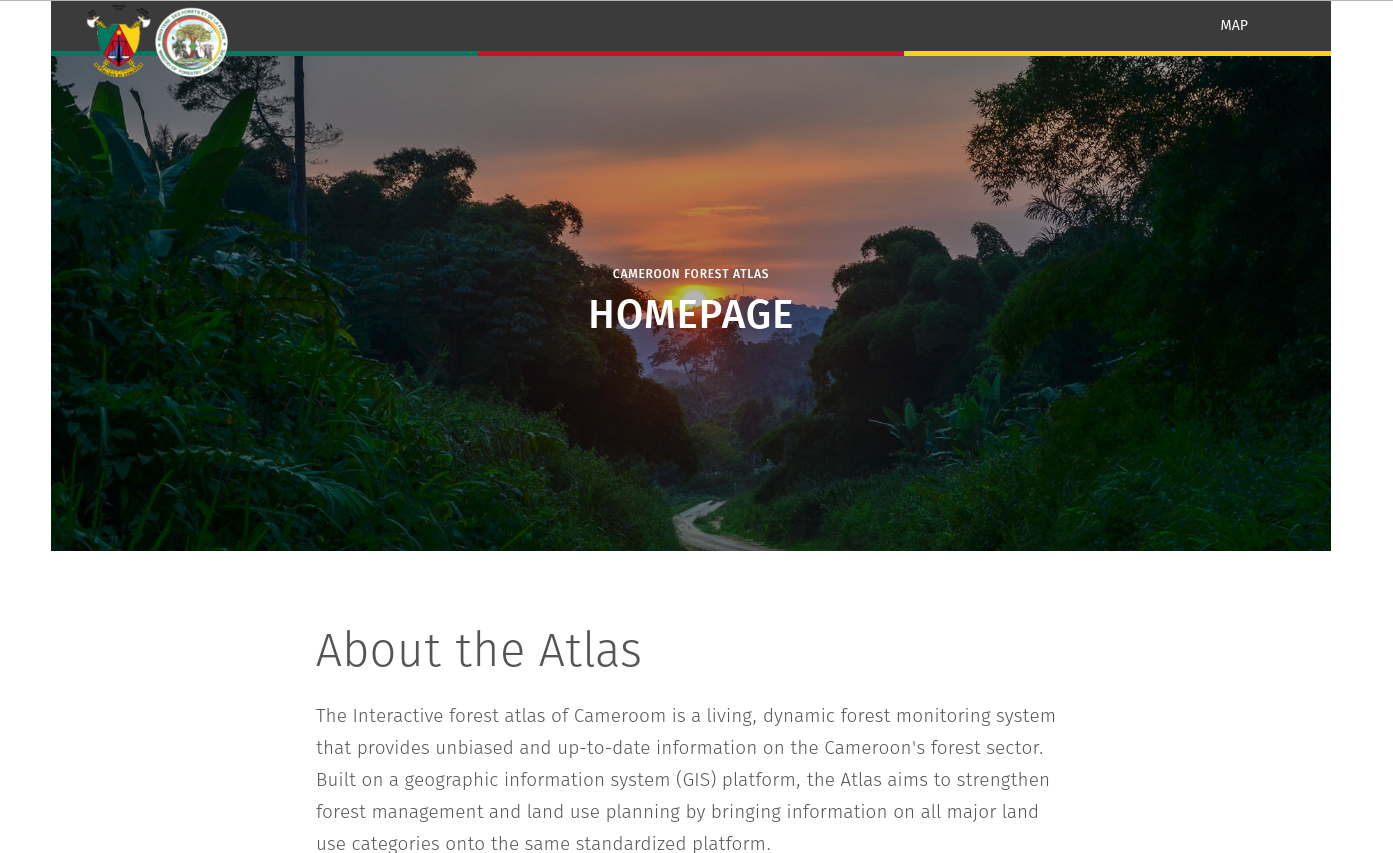 MAP
CAMEROON FOREST ATLAS
HOMEPAGE
About the Atlas
The Interactive forest atlas of Cameroom is a living, dynamic forest monitoring system
that provides unbiased and up-to-date information on the Cameroon's forest sector.
Built on a geographic information system (GIS) platform, the Atlas aims to strengthen
forest management and land use planning by bringing information on all major land
use categories onto the same standardized platform.